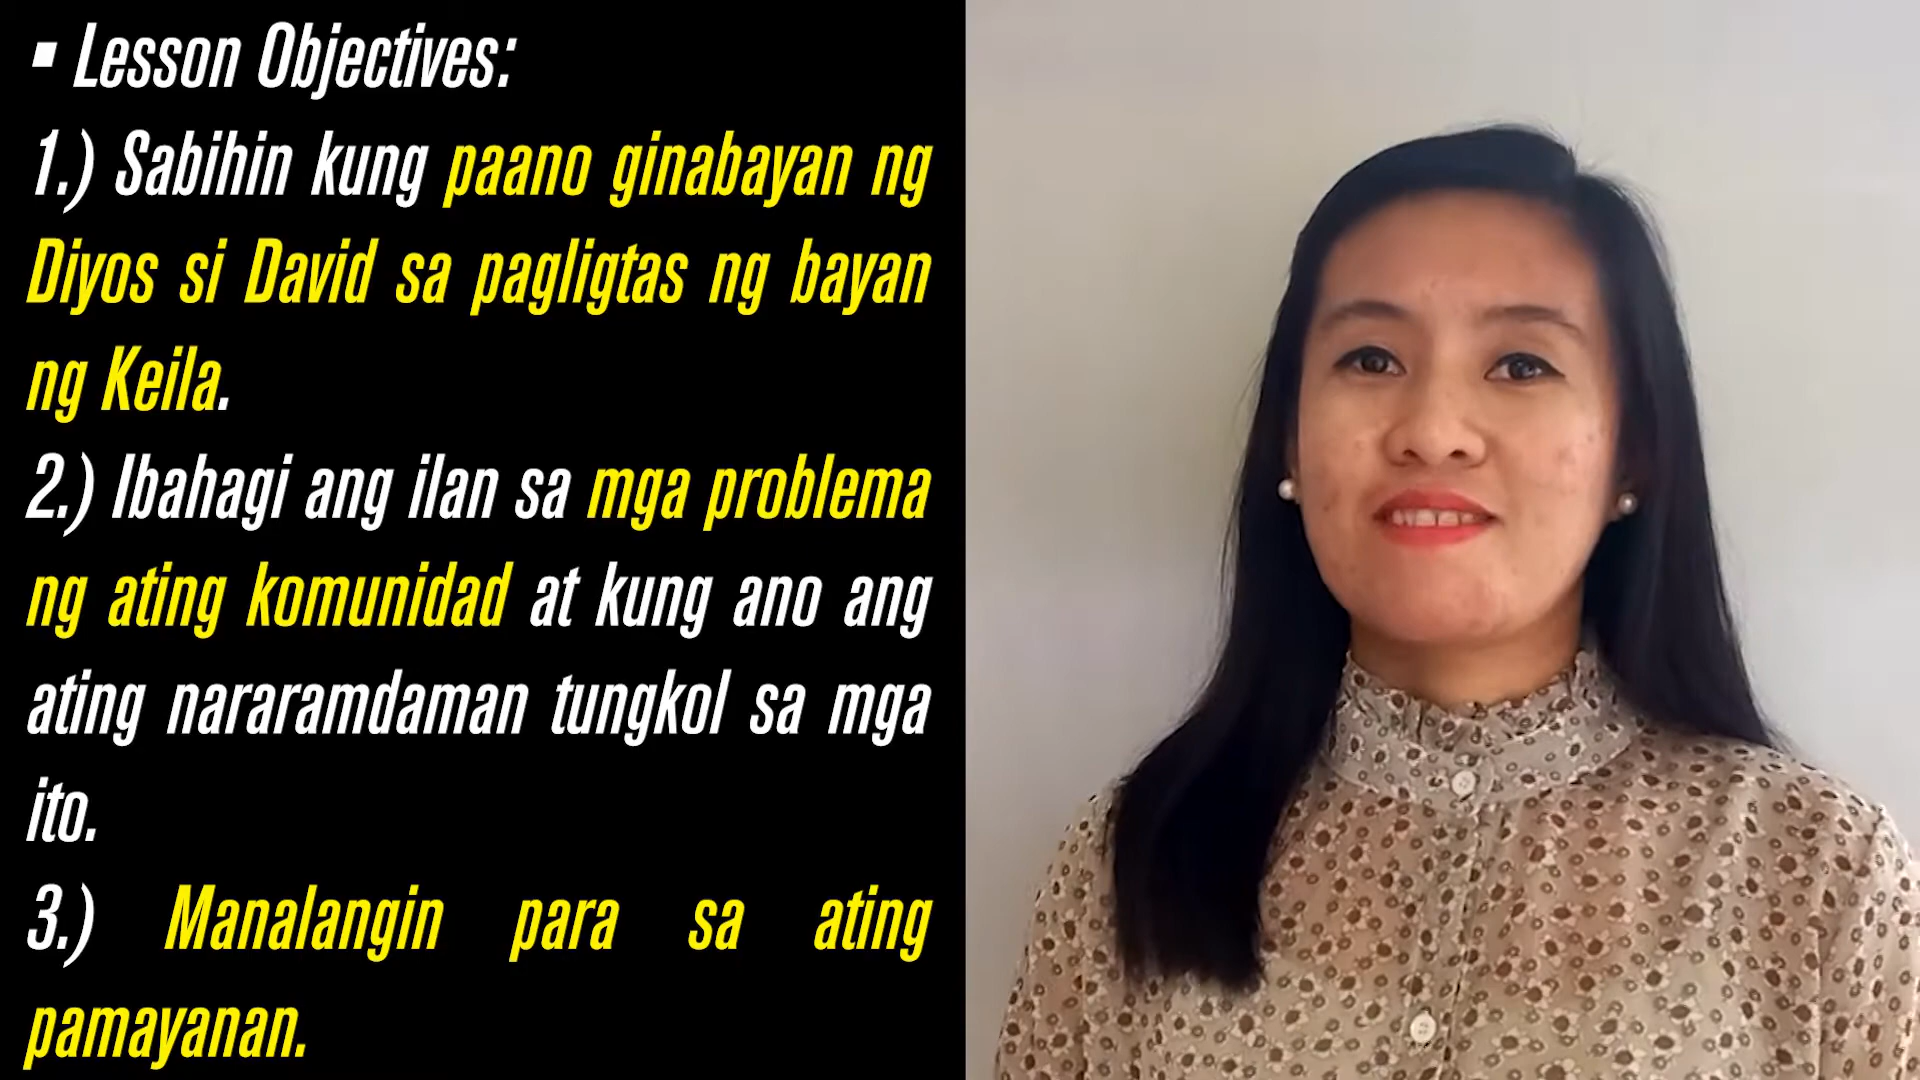 ▪ Lesson Objectives:
1.) Sabihin kung paano ginabayan ng
Diyos si David sa pagligtas ng bayan
ng Keila.
2.) Ibahagi ang ilan sa mga problema
ng ating komunidad at kung ano ang
ating nararamdaman tungkol sa mga
ito.
3.) Manalangin para sa ating
pamayanan.